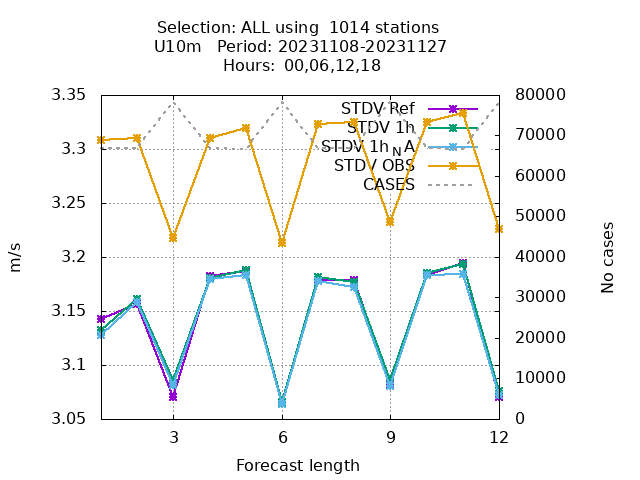 Selection: ALL using  1014 stations
U10m   Period: 20231108-20231127
Hours:  00,06,12,18
3.35
3.3
3.25
3.2
3.15
3.1
3.05
80000
70000
60000
50000
40000
30000
20000
10000
0
STDV Ref
STDV 1h
STDV 1h_NA
STDV OBS
CASES
m/s
No cases
3
6
9
12
Forecast length